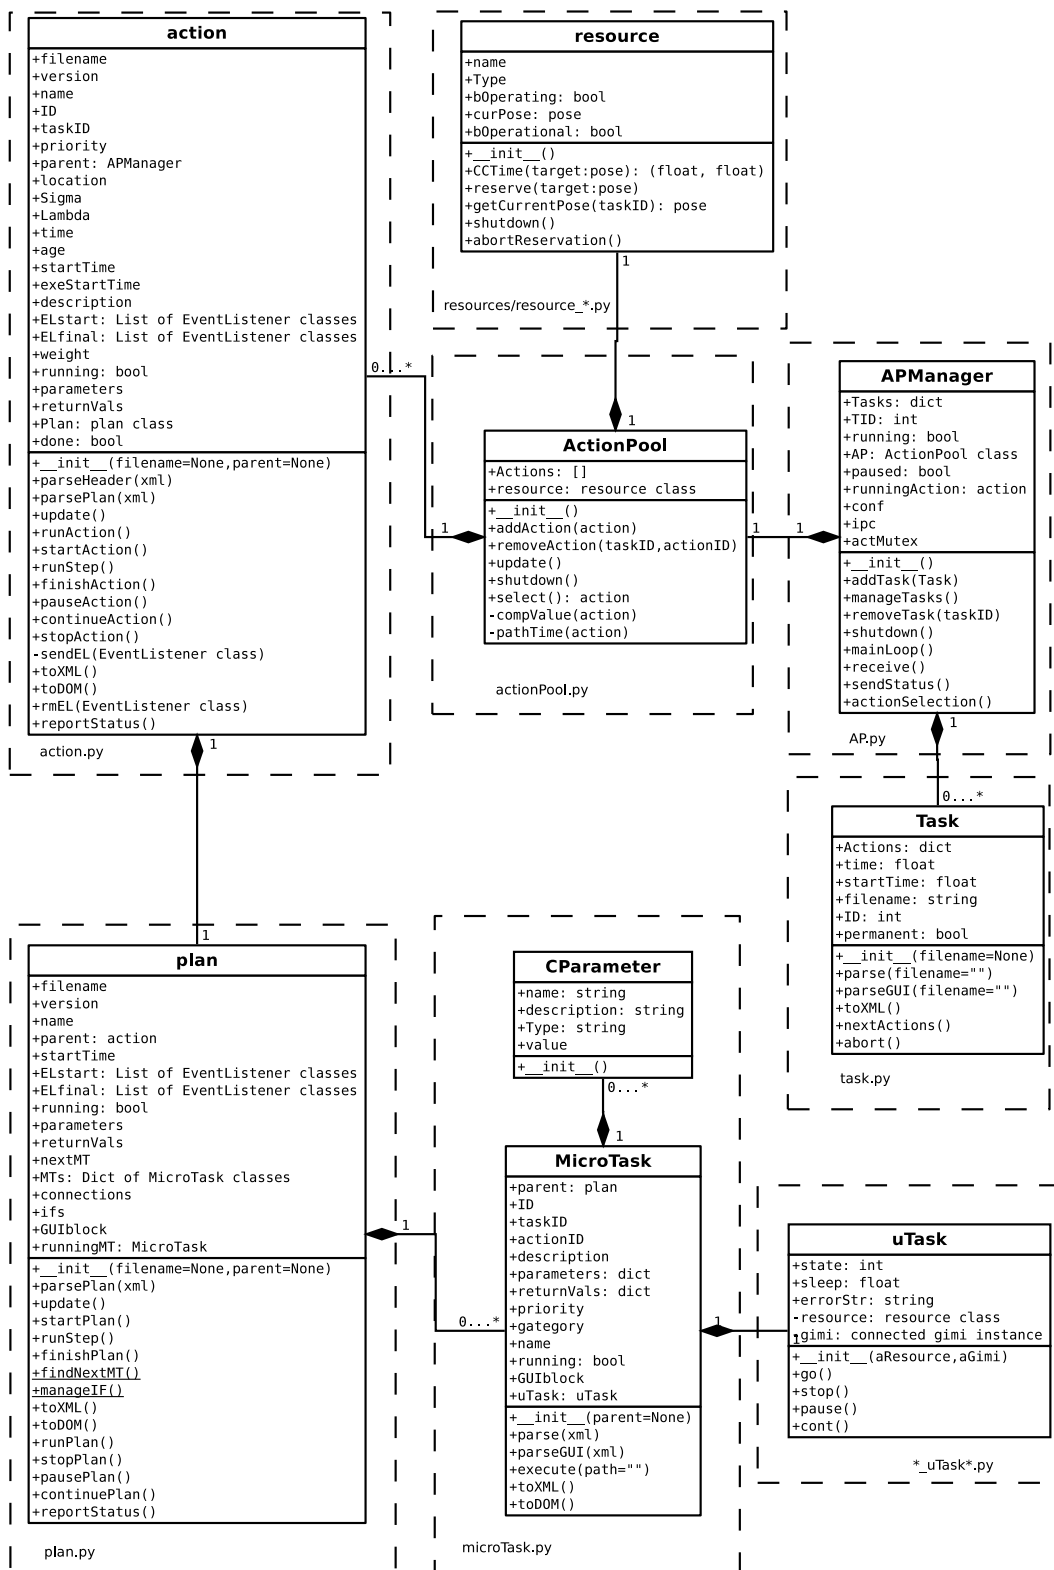 action
+filename
+version
+name
+ID
+taskID
+priority
+parent: APManager
+location
+Sigma
+Lambda
+time
+age
+startTime
+exeStartTime
+description
+ELstart: List of EventListener classes
+ELfinal: List of EventListener classes
+weight
+running: bool
+parameters
+returnVals
+Plan: plan class
+done: bool
+__init__(filename=None,parent=None)
+parseHeader(xml)
+parsePlan(xml)
+update()
+runAction()
+startAction()
+runStep()
+finishAction()
+pauseAction()
+continueAction()
+stopAction()
-sendEL(EventListener class)
+toXML()
+toDOM()
+rmEL(EventListener class)
+reportStatus()
action.py
1
0...*
resource
+name
+Type
+bOperating: bool
+curPose: pose
+bOperational: bool
+__init__()
+CCTime(target:pose): (float, float)
+reserve(target:pose)
+getCurrentPose(taskID): pose
+shutdown()
+abortReservation()
1
resources/resource_*.py
1
ActionPool
+Actions: []
+resource: resource class
+__init__()
+addAction(action)
+removeAction(taskID,actionID)
+update()
+shutdown()
+select(): action
-compValue(action)
-pathTime(action)
1
1
1
actionPool.py
APManager
+Tasks: dict
+TID: int
+running: bool
+AP: ActionPool class
+paused: bool
+runningAction: action
+conf
+ipc
+actMutex
+__init__()
+addTask(Task)
+manageTasks()
+removeTask(taskID)
+shutdown()
+mainLoop()
+receive()
+sendStatus()
+actionSelection()
1
AP.py
0...*
Task
+Actions: dict
+time: float
+startTime: float
+filename: string
+ID: int
+permanent: bool
+__init__(filename=None)
+parse(filename="")
+parseGUI(filename="")
+toXML()
+nextActions()
+abort()
task.py
1
plan
+filename
+version
+name
+parent: action
+startTime
+ELstart: List of EventListener classes
+ELfinal: List of EventListener classes
+running: bool
+parameters
+returnVals
+nextMT
+MTs: Dict of MicroTask classes
+connections
+ifs
+GUIblock
+runningMT: MicroTask
+__init__(filename=None,parent=None)
+parsePlan(xml)
+update()
+startPlan()
+runStep()
+finishPlan()
+findNextMT()
+manageIF()
+toXML()
+toDOM()
+runPlan()
+stopPlan()
+pausePlan()
+continuePlan()
+reportStatus()
plan.py
1
0...*
CParameter
+name: string
+description: string
+Type: string
+value
+__init__()
0...*
1
MicroTask
+parent: plan
+ID
+taskID
+actionID
+description
+parameters: dict
+returnVals: dict
+priority
+gategory
+name
+running: bool
+GUIblock
+uTask: uTask
+__init__(parent=None)
+parse(xml)
+parseGUI(xml)
+execute(path="")
+toXML()
+toDOM()
microTask.py
1
1
uTask
+state: int
+sleep: float
+errorStr: string
-resource: resource class
-gimi: connected gimi instance
+__init__(aResource,aGimi)
+go()
+stop()
+pause()
+cont()
*_uTask*.py